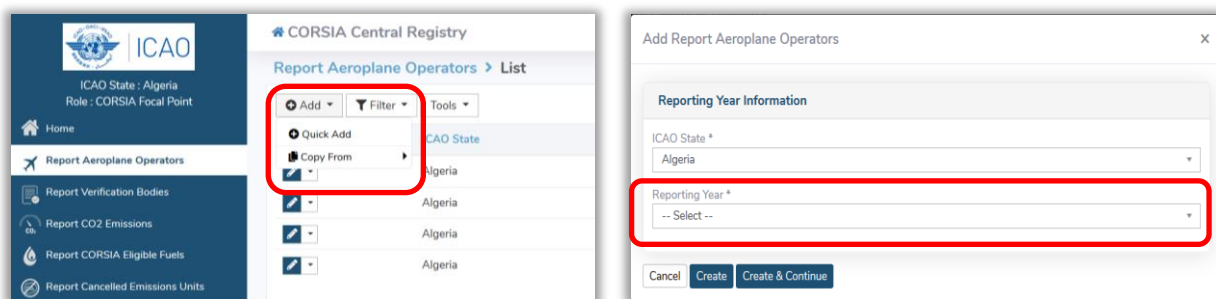 ICAO
ICAO State : Algeria
Role : CORSIA Focal Point
Home
Report Aeroplane Operators
Report Verification Bodies
Report CO2 Emissions
Report CORSIA Eligible Fuels
Report Cancelled Emissions Units
CORSIA Central Registry
Report Aeroplane Operators > List
Add Filter Tools
Quick Add
Copy From
CAO State
Algeria
Algeria
Algeria
Algeria
Add Report Aeroplane Operators X
Reporting Year Information
ICAO State *
Algeria
Reporting Year *
-- Select --
Cancel Create Create & Continue